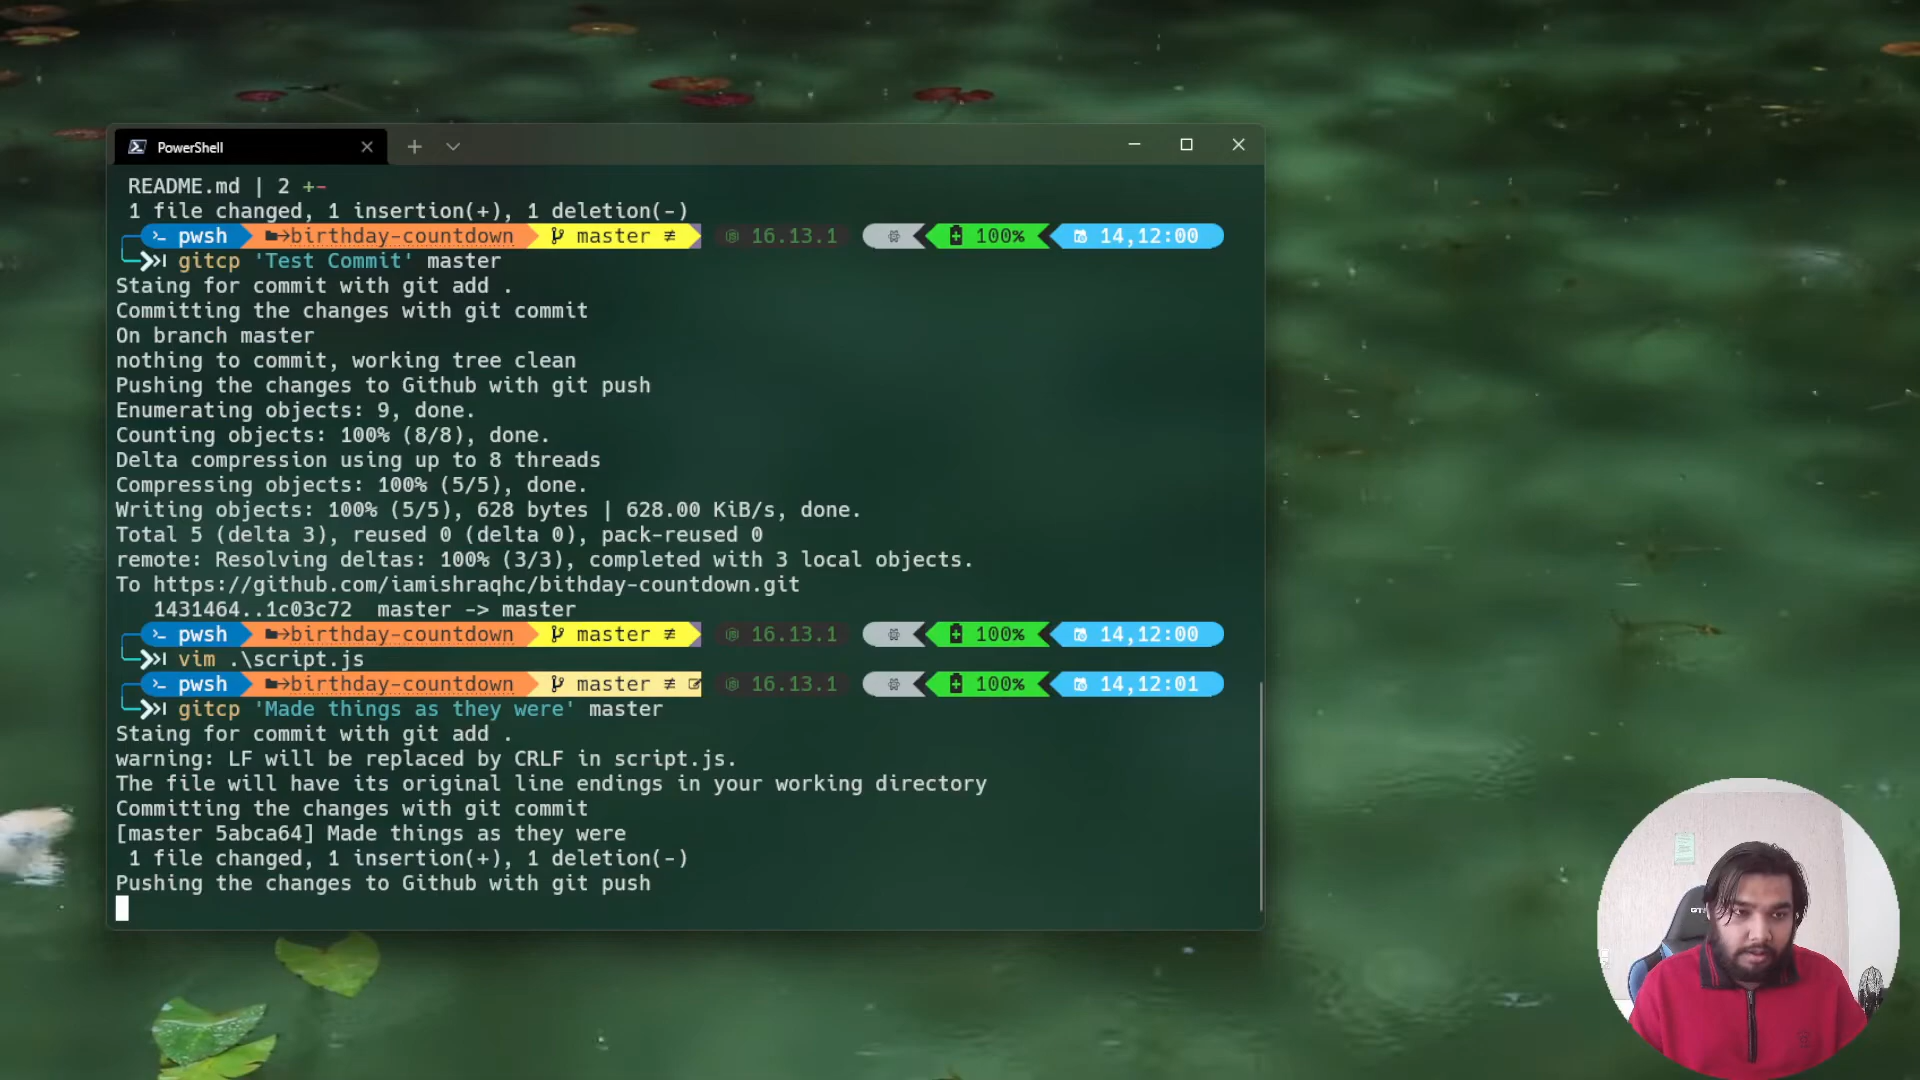 PowerShell
README.md | 2 +-
1 file changed, 1 insertion(+), 1 deletion(-)
pwsh birthday-countdown master ≢ 16.13.1 100% 14,12:00
gitcp 'Test Commit' master
Staing for commit with git add .
Committing the changes with git commit
On branch master
nothing to commit, working tree clean
Pushing the changes to Github with git push
Enumerating objects: 9, done.
Counting objects: 100% (8/8), done.
Delta compression using up to 8 threads
Compressing objects: 100% (5/5), done.
Writing objects: 100% (5/5), 628 bytes | 628.00 KiB/s, done.
Total 5 (delta 3), reused 0 (delta 0), pack-reused 0
remote: Resolving deltas: 100% (3/3), completed with 3 local objects.
To https://github.com/iamishraqhc/bithday-countdown.git
1431464..1c03c72 master -> master
pwsh birthday-countdown master ≢ 16.13.1 100% 14,12:00
vim .\script.js
pwsh birthday-countdown master ≢ 16.13.1 100% 14,12:01
gitcp 'Made things as they were' master
Staing for commit with git add .
warning: LF will be replaced by CRLF in script.js.
The file will have its original line endings in your working directory
Committing the changes with git commit
[master 5abca64] Made things as they were
1 file changed, 1 insertion(+), 1 deletion(-)
Pushing the changes to Github with git push